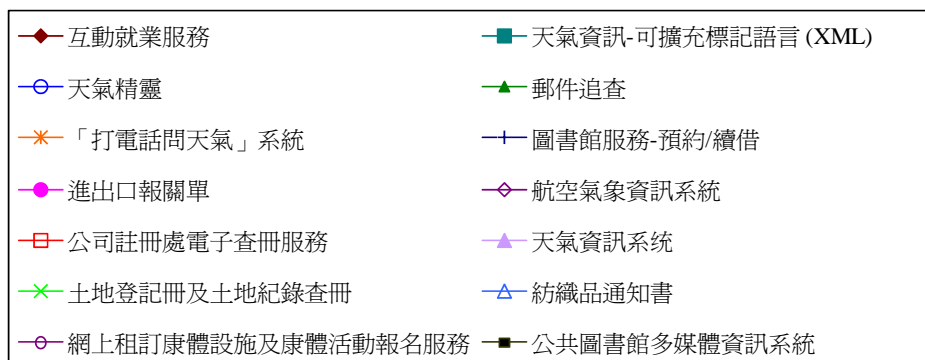 互動就業服務 天氣資訊-可擴充標記語言 (XML)
天氣精靈 郵件追查
「打電話問天氣」系統 圖書館服務-預約/續借
進出口報關單 航空氣象資訊系統
公司註冊處電子查冊服務 天氣資訊系统
土地登記冊及土地紀錄查冊 紡織品通知書
網上租訂康體設施及康體活動報名服務 公共圖書館多媒體資訊系統